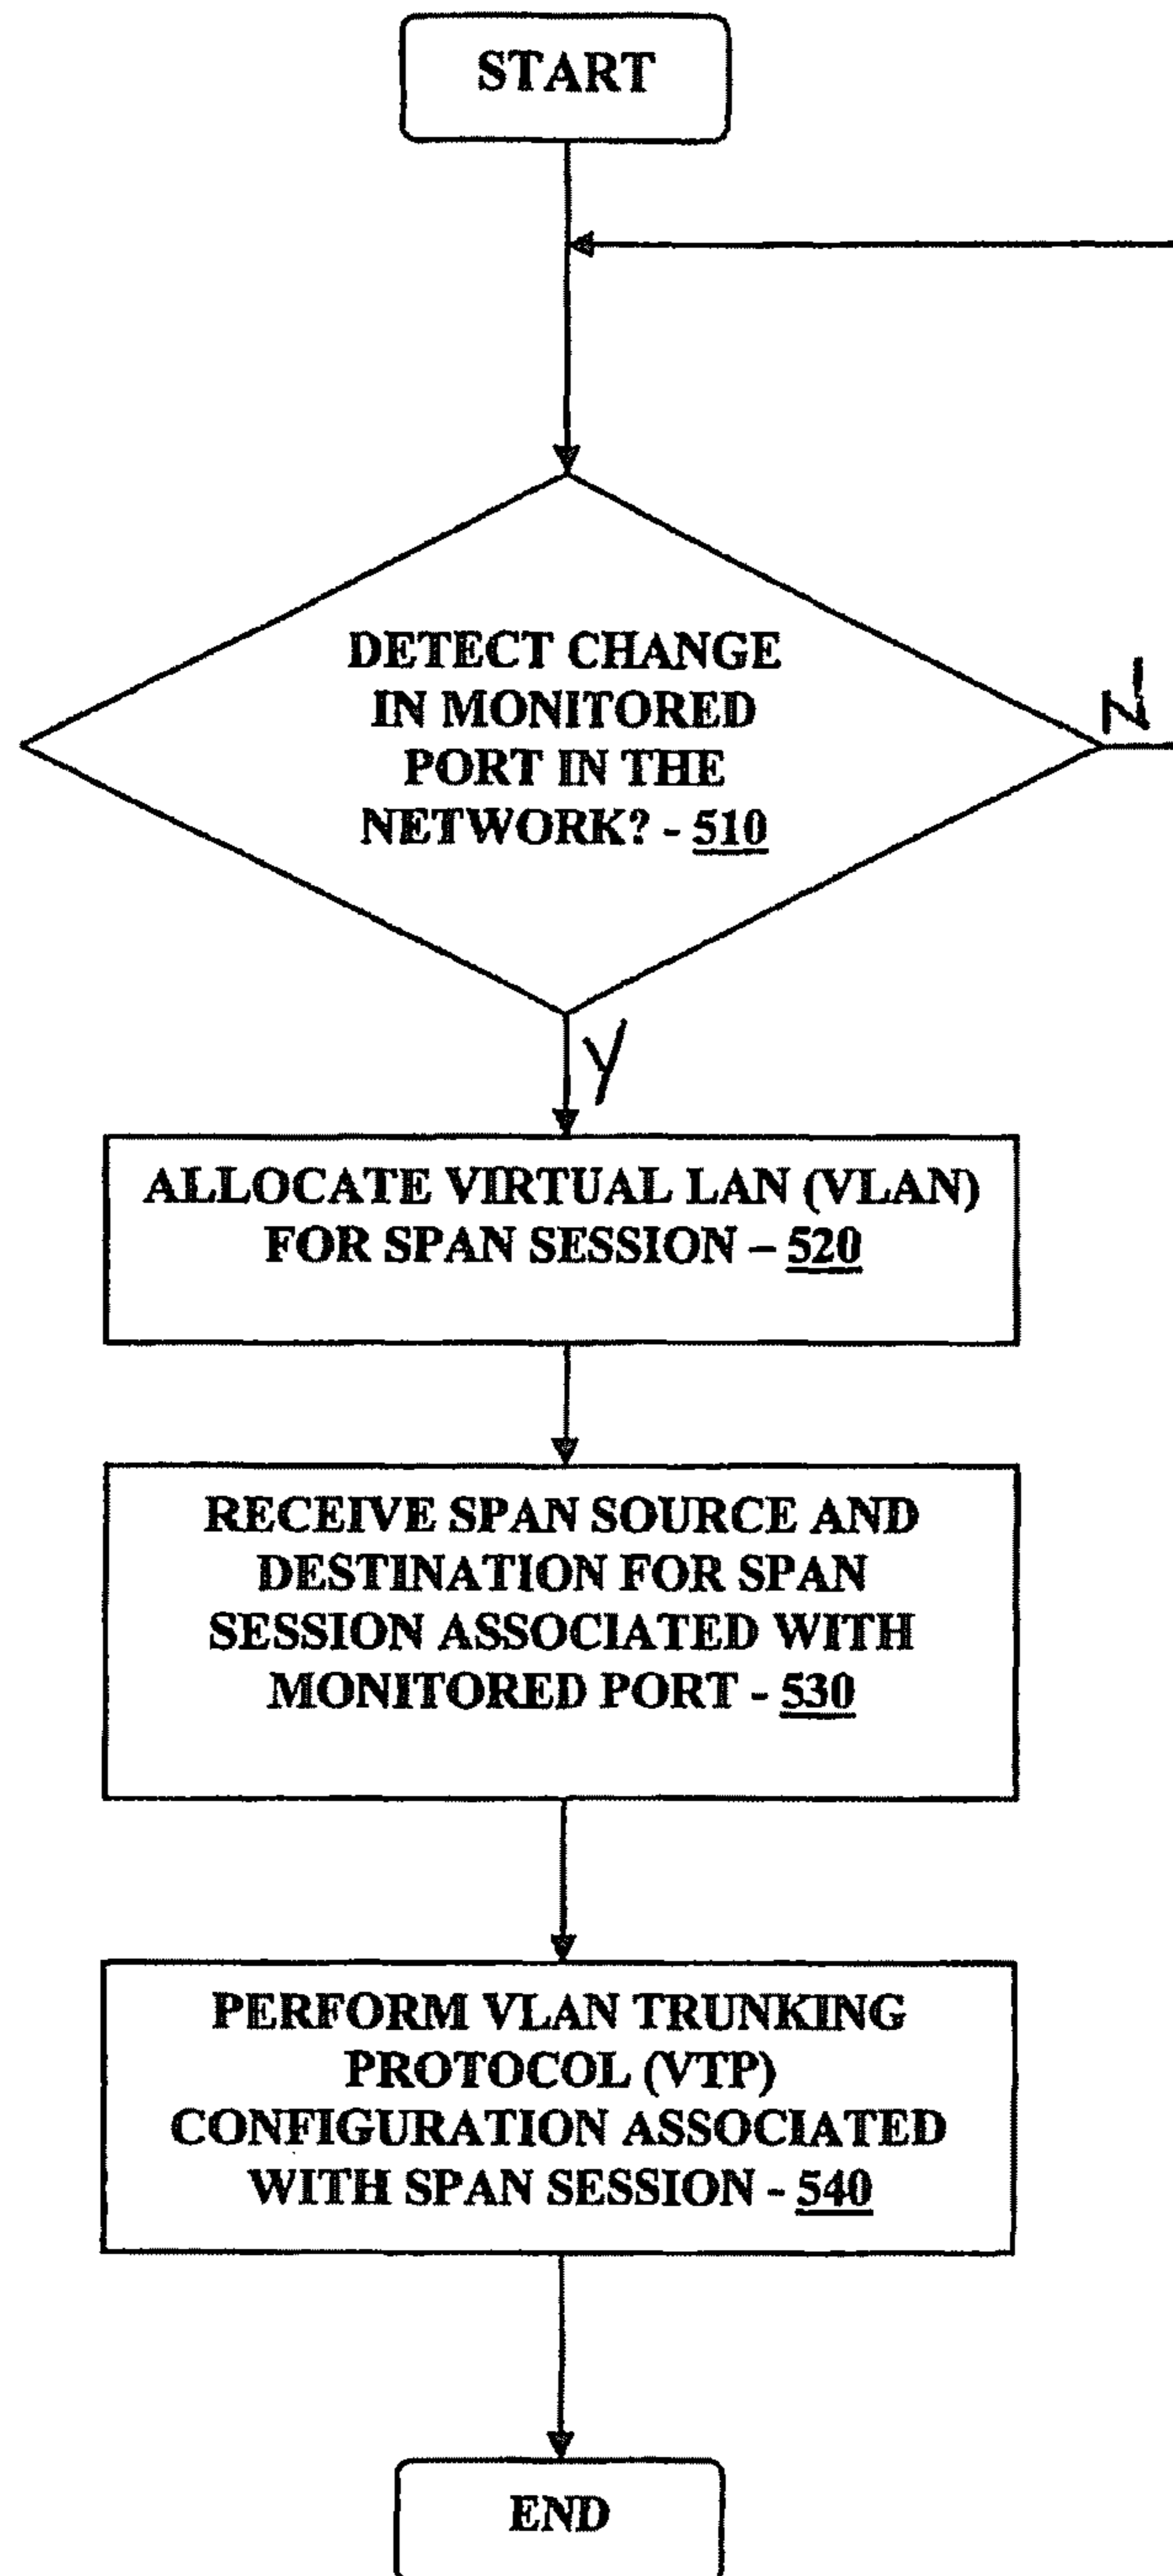 START
DETECT CHANGE
IN MONITORED
PORT IN THE
NETWORK? - 510
N
Y
ALLOCATE VIRTUAL LAN (VLAN)
FOR SPAN SESSION – 520
RECEIVE SPAN SOURCE AND
DESTINATION FOR SPAN
SESSION ASSOCIATED WITH
MONITORED PORT - 530
PERFORM VLAN TRUNKING
PROTOCOL (VTP)
CONFIGURATION ASSOCIATED
WITH SPAN SESSION - 540
END